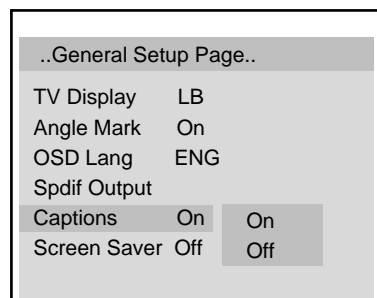 ..General Setup Page..
TV Display LB
Angle Mark On
OSD Lang ENG
Spdif Output
Captions On On
Screen Saver Off Off